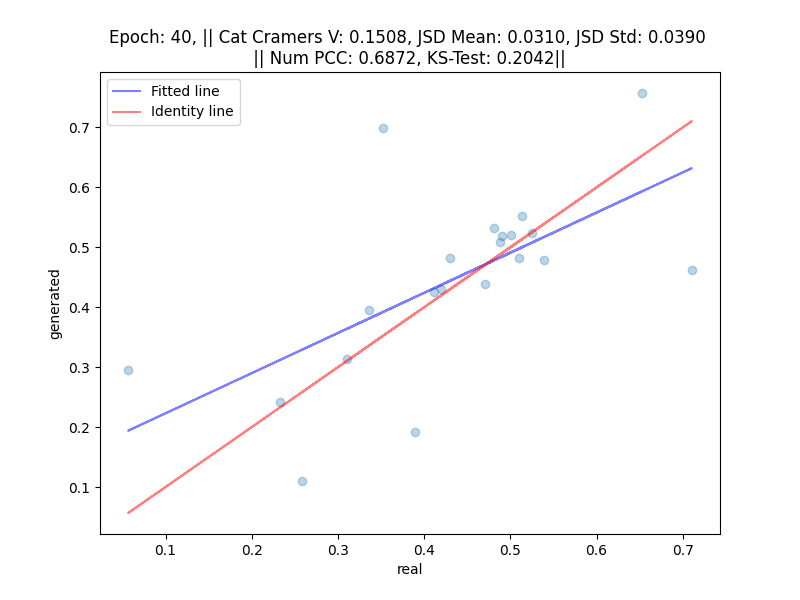 Epoch: 40, || Cat Cramers V: 0.1508, JSD Mean: 0.0310, JSD Std: 0.0390
|| Num PCC: 0.6872, KS-Test: 0.2042||
Fitted line
Identity line
0.7
0.6
0.5
0.4
0.3
0.2
0.1
generated
0.1 0.2 0.3 0.4 0.5 0.6 0.7
real